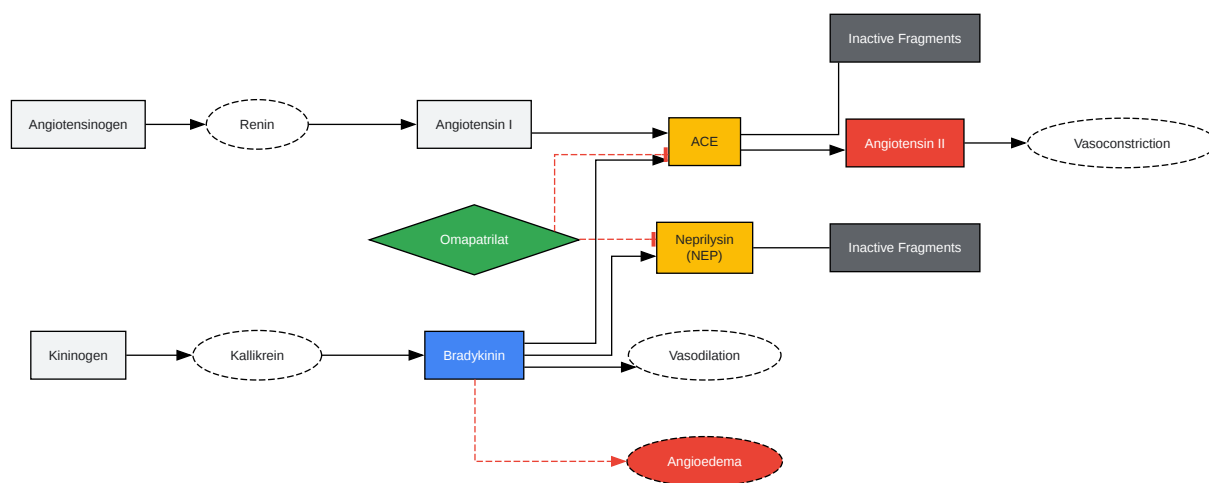 Inactive Fragments
Angiotensinogen
Renin
Angiotensin I
ACE
Angiotensin II
Vasoconstriction
Omapatrilat
Neprilysin
(NEP)
Inactive Fragments
Kininogen
Kallikrein
Bradykinin
Vasodilation
Angioedema